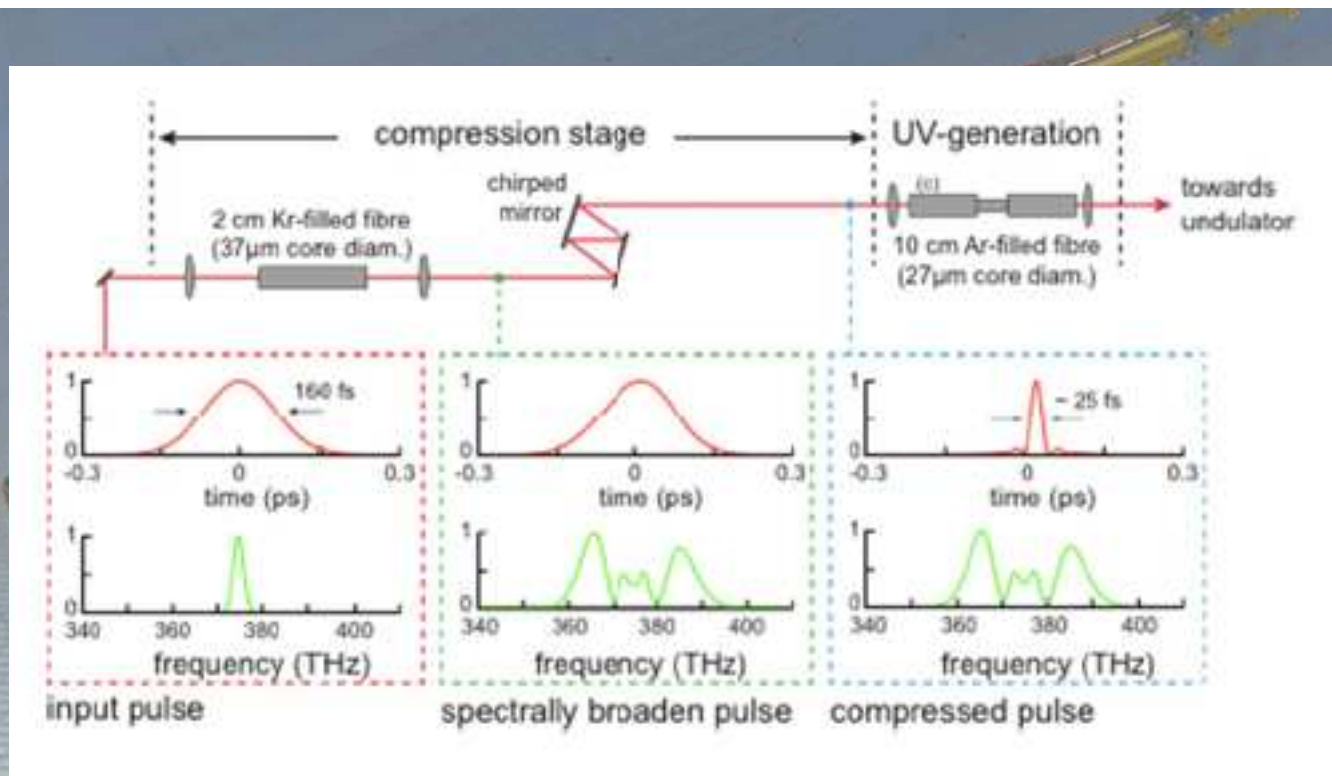 compression stage
UV-generation
chirped
mirror
(c)
towards
undulator
2 cm Kr-filled fibre
(37µm core diam.)
10 cm Ar-filled fibre
(27µm core diam.)
1
160 fs
0
-0.3
0
0.3
time (ps)
1
0
340
360
380
400
frequency (THz)
input pulse
1
0
-0.3
0
0.3
time (ps)
1
0
340
360
380
400
frequency (THz)
spectrally broaden pulse
1
~ 25 fs
0
-0.3
0
0.3
time (ps)
1
0
340
360
380
400
frequency (THz)
compressed pulse